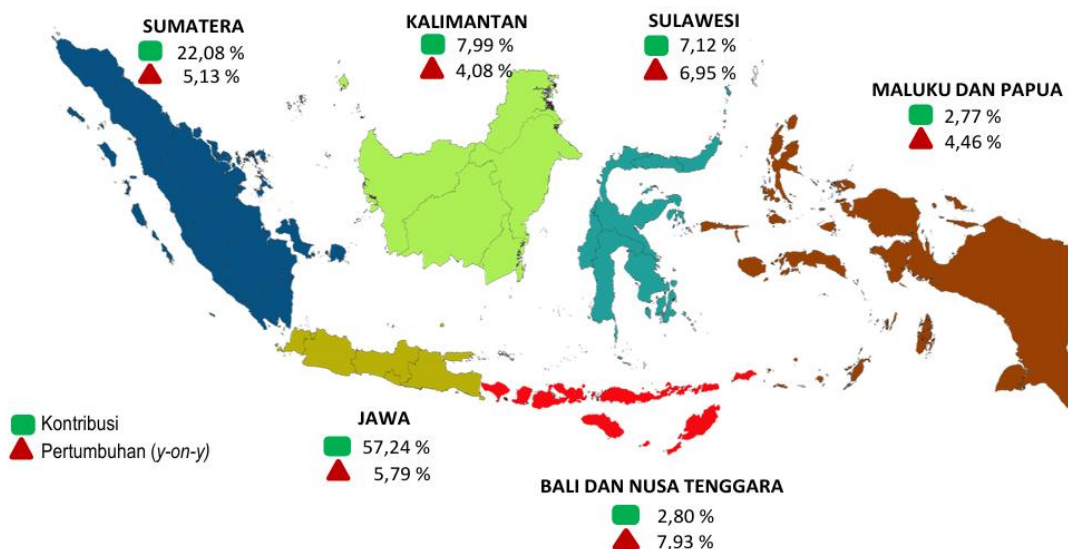 SUMATERA
22,08 %
5,13 %
KALIMANTAN
7,99 %
4,08 %
SULAWESI
7,12 %
6,95 %
MALUKU DAN PAPUA
2,77 %
4,46 %
Kontribusi
Pertumbuhan (y-on-y)
JAWA
57,24 %
5,79 %
BALI DAN NUSA TENGGARA
2,80 %
7,93 %